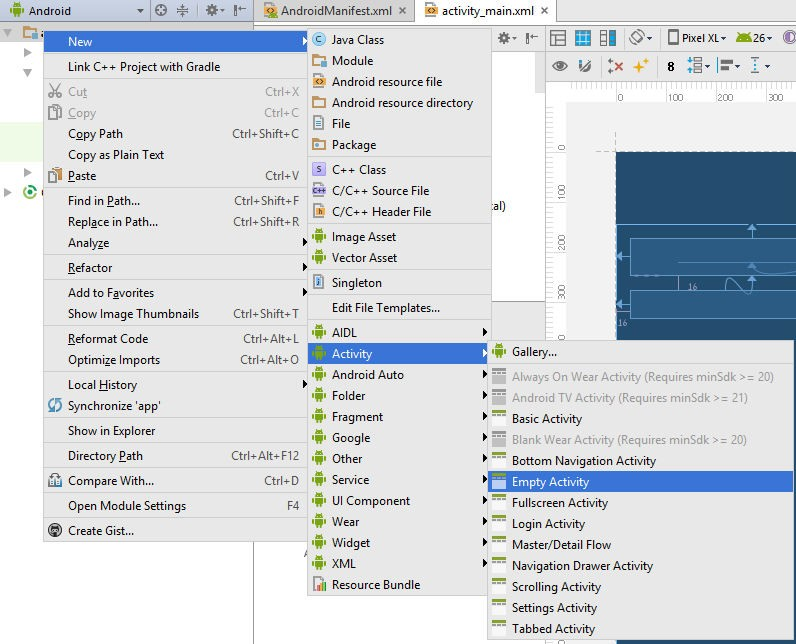 Android
AndroidManifest.xml
activity_main.xml
New
Link C++ Project with Gradle
Cut Ctrl+X
Copy Ctrl+C
Copy Path Ctrl+Shift+C
Copy as Plain Text
Paste Ctrl+V
Find in Path... Ctrl+Shift+F
Replace in Path... Ctrl+Shift+R
Analyze
Refactor
Add to Favorites
Show Image Thumbnails Ctrl+Shift+T
Reformat Code Ctrl+Alt+L
Optimize Imports Ctrl+Alt+O
Local History
Synchronize 'app'
Show in Explorer
Directory Path Ctrl+Alt+F12
Compare With... Ctrl+D
Open Module Settings F4
Create Gist...
Java Class
Module
Android resource file
Android resource directory
File
Package
C++ Class
C/C++ Source File
C/C++ Header File
Image Asset
Vector Asset
Singleton
Edit File Templates...
AIDL
Activity
Android Auto
Folder
Fragment
Google
Other
Service
UI Component
Wear
Widget
XML
Resource Bundle
Gallery...
Always On Wear Activity (Requires minSdk >= 20)
Android TV Activity (Requires minSdk >= 21)
Basic Activity
Blank Wear Activity (Requires minSdk >= 20)
Bottom Navigation Activity
Empty Activity
Fullscreen Activity
Login Activity
Master/Detail Flow
Navigation Drawer Activity
Scrolling Activity
Settings Activity
Tabbed Activity
Pixel XL
26
8
0 100 200 300
0
100
200
300
16
16